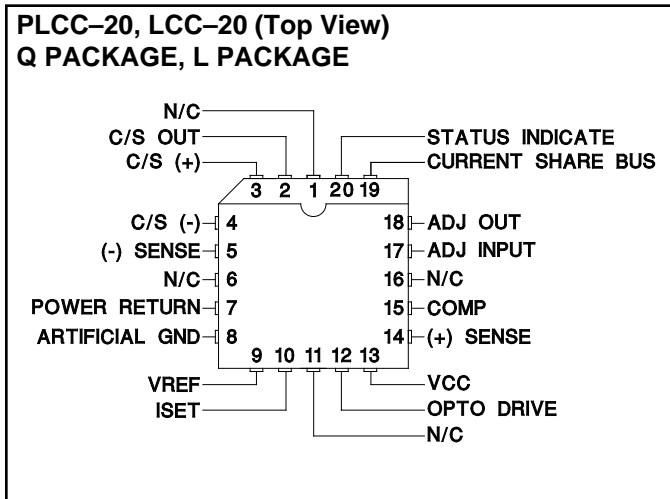 PLCC–20, LCC–20 (Top View)
Q PACKAGE, L PACKAGE
N/C
C/S OUT
C/S (+)
STATUS INDICATE
CURRENT SHARE BUS
3 2 1 20 19
C/S (-) 4
18 ADJ OUT
(-) SENSE 5
17 ADJ INPUT
N/C 6
16 N/C
POWER RETURN 7
15 COMP
ARTIFICIAL GND 8
14 (+) SENSE
9 10 11 12 13
VREF
VCC
ISET
OPTO DRIVE
N/C